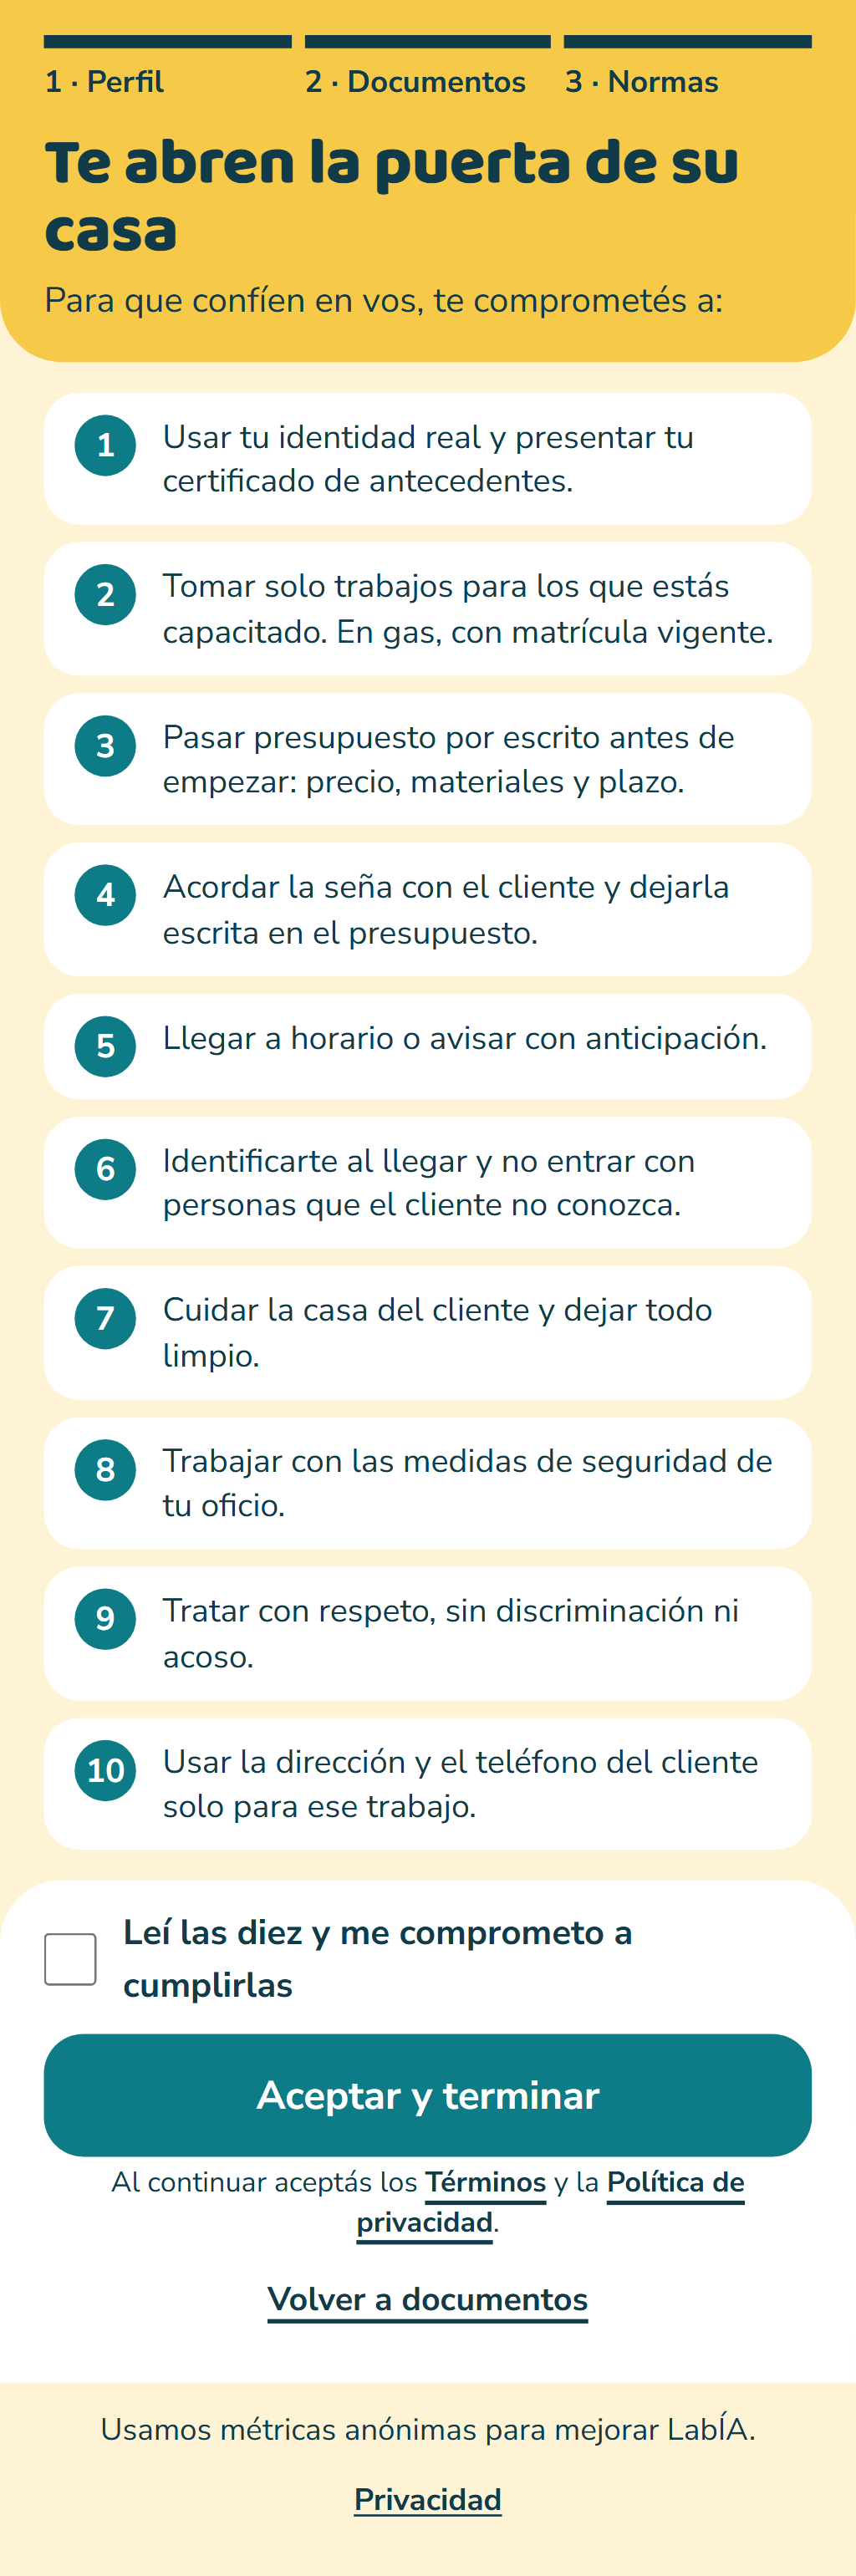 1 · Perfil
2 · Documentos
3 · Normas
Te abren la puerta de su
casa
Para que confíen en vos, te comprometés a:
1
Usar tu identidad real y presentar tu
certificado de antecedentes.
2
Tomar solo trabajos para los que estás
capacitado. En gas, con matrícula vigente.
3
Pasar presupuesto por escrito antes de
empezar: precio, materiales y plazo.
4
Acordar la seña con el cliente y dejarla
escrita en el presupuesto.
5
Llegar a horario o avisar con anticipación.
6
Identificarte al llegar y no entrar con
personas que el cliente no conozca.
7
Cuidar la casa del cliente y dejar todo
limpio.
8
Trabajar con las medidas de seguridad de
tu oficio.
9
Tratar con respeto, sin discriminación ni
acoso.
10
Usar la dirección y el teléfono del cliente
solo para ese trabajo.
Leí las diez y me comprometo a
cumplirlas
Aceptar y terminar
Al continuar aceptás los Términos y la Política de
privacidad.
Volver a documentos
Usamos métricas anónimas para mejorar LabÍA.
Privacidad